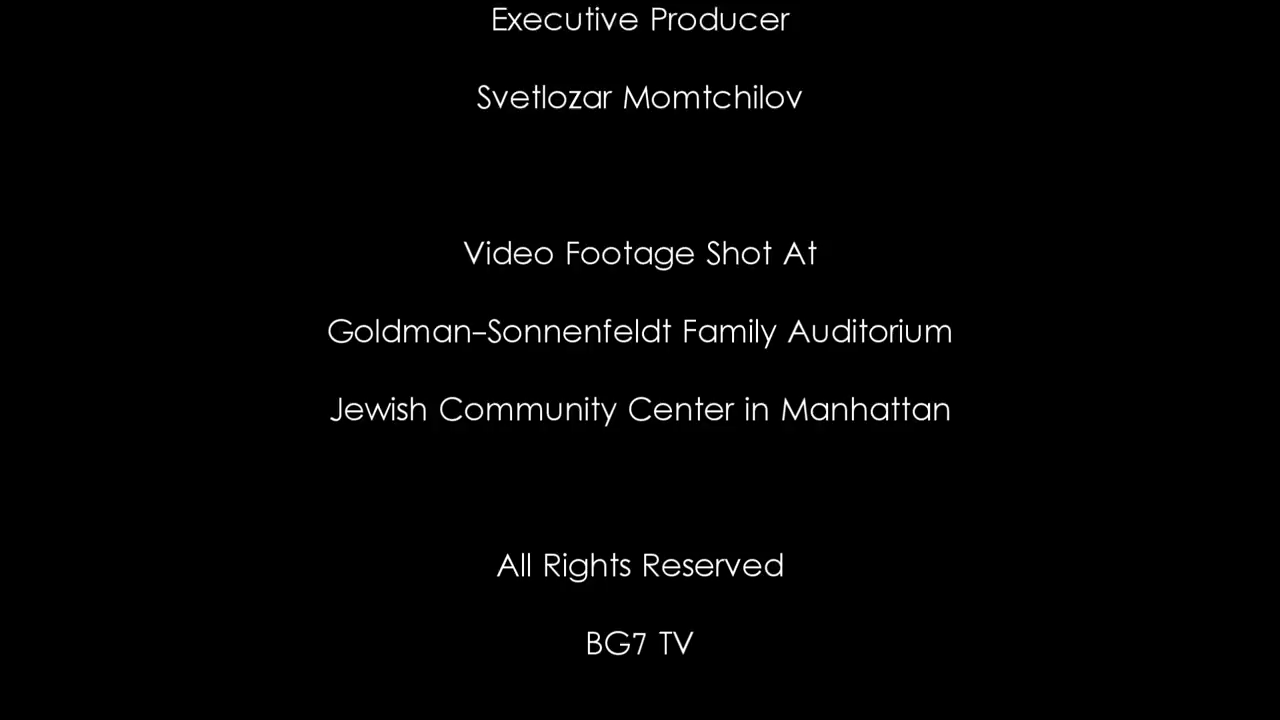 Executive Producer
Svetlozar Momtchilov
Video Footage Shot At
Goldman-Sonnenfeldt Family Auditorium
Jewish Community Center in Manhattan
All Rights Reserved
BG7 TV